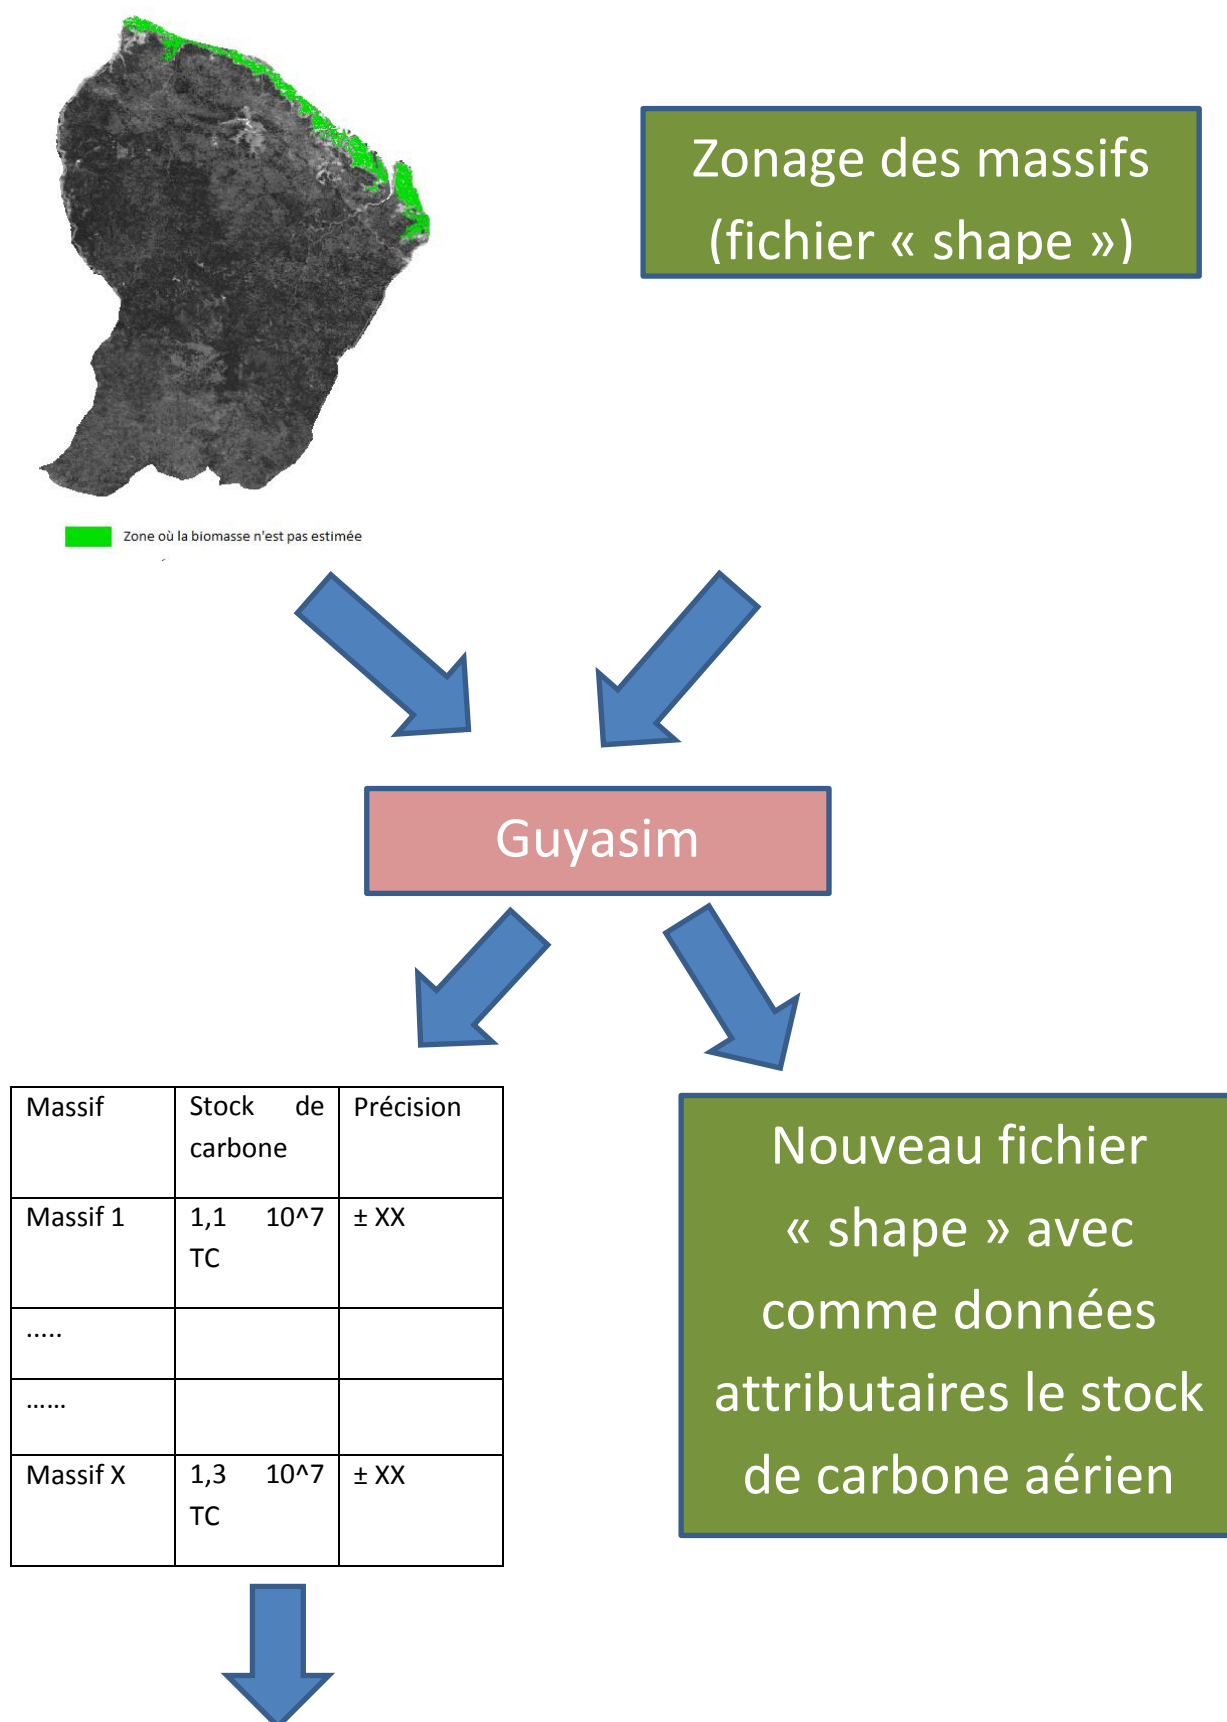 Zonage des massifs
(fichier « shape »)
Zone où la biomasse n'est pas estimée
Guyasim
Massif
Stock de
carbone
Précision
Massif 1
1,1 10^7
TC
± XX
.....
......
Massif X
1,3 10^7
TC
± XX
Nouveau fichier
« shape » avec
comme données
attributaires le stock
de carbone aérien